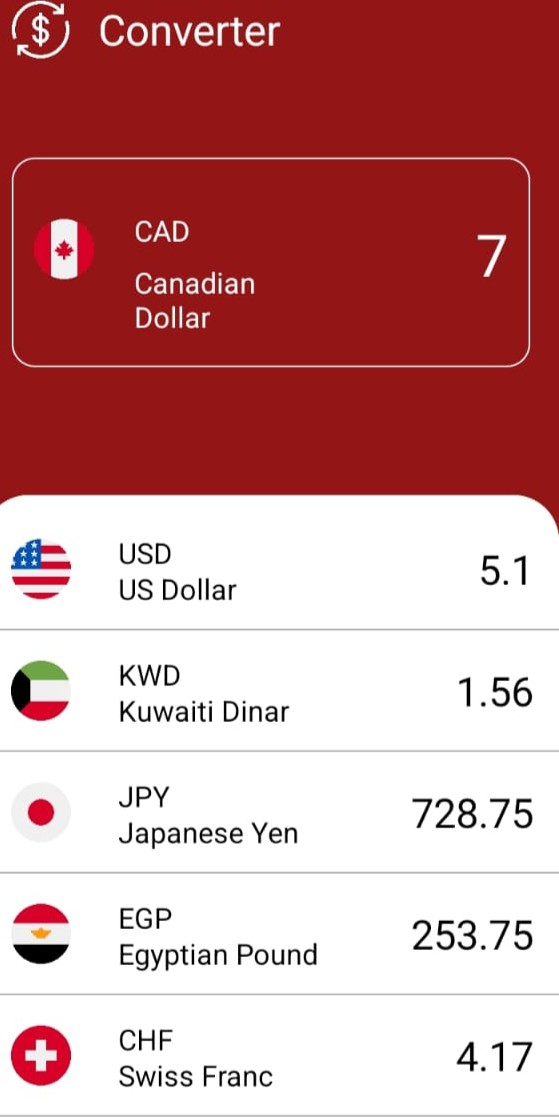 $ Converter
CAD
7
Canadian
Dollar
USD
US Dollar
5.1
KWD
Kuwaiti Dinar
1.56
JPY
Japanese Yen
728.75
EGP
Egyptian Pound
253.75
CHF
Swiss Franc
4.17